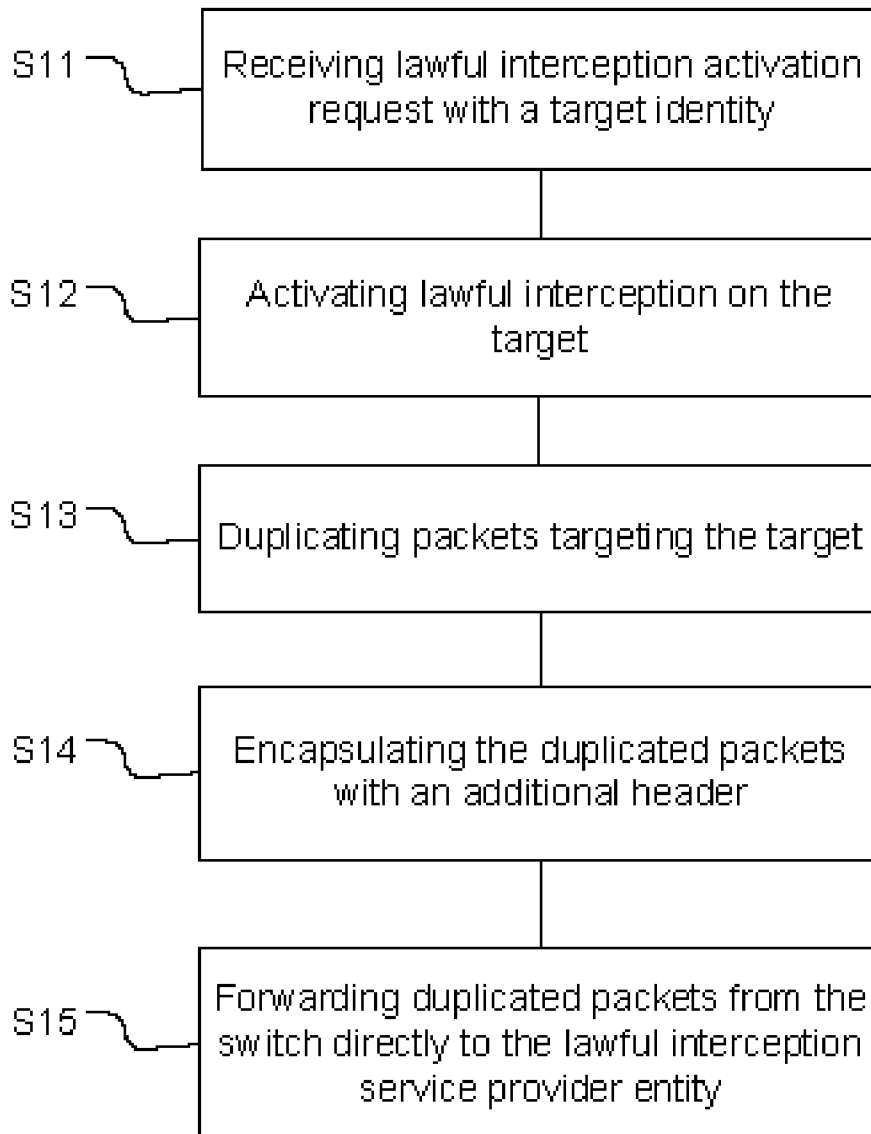 S11
Receiving lawful interception activation
request with a target identity
S12
Activating lawful interception on the
target
S13
Duplicating packets targeting the target
S14
Encapsulating the duplicated packets
with an additional header
S15
Forwarding duplicated packets from the
switch directly to the lawful interception
service provider entity